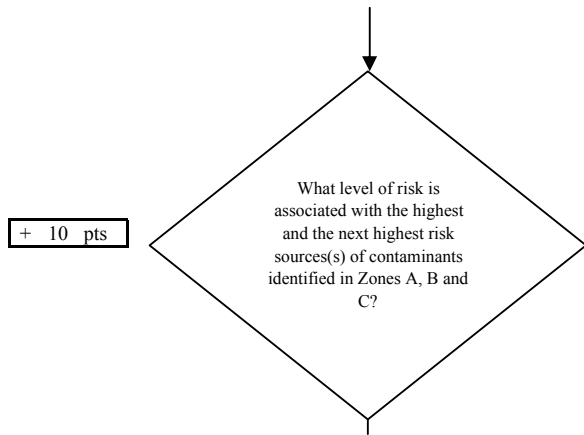 What level of risk is
associated with the highest
+ 10 pts
and the next highest risk
sources(s) of contaminants
identified in Zones A, B and
C?